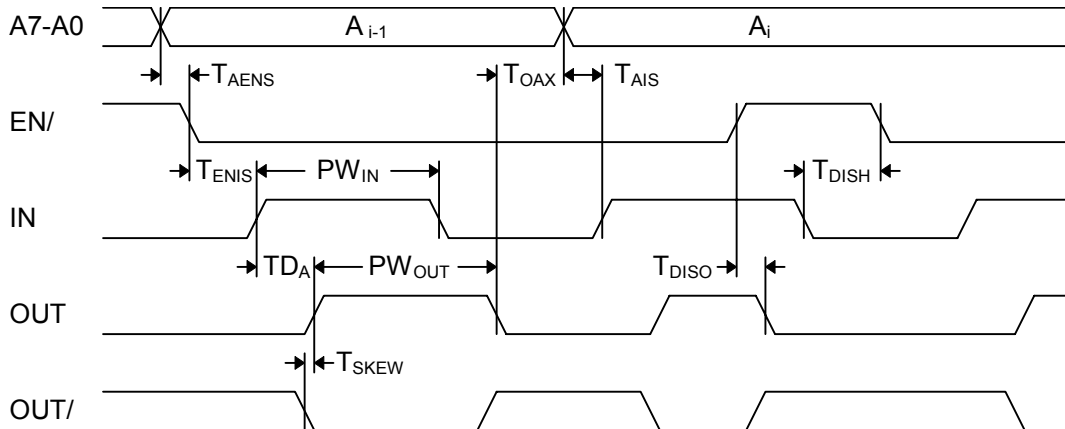 A7-A0 A i-1 Ai
TAENS TOAX TAIS
EN/
TENIS PWIN TDISH
IN
TDA PWOUT TDISO
OUT
TSKEW
OUT/